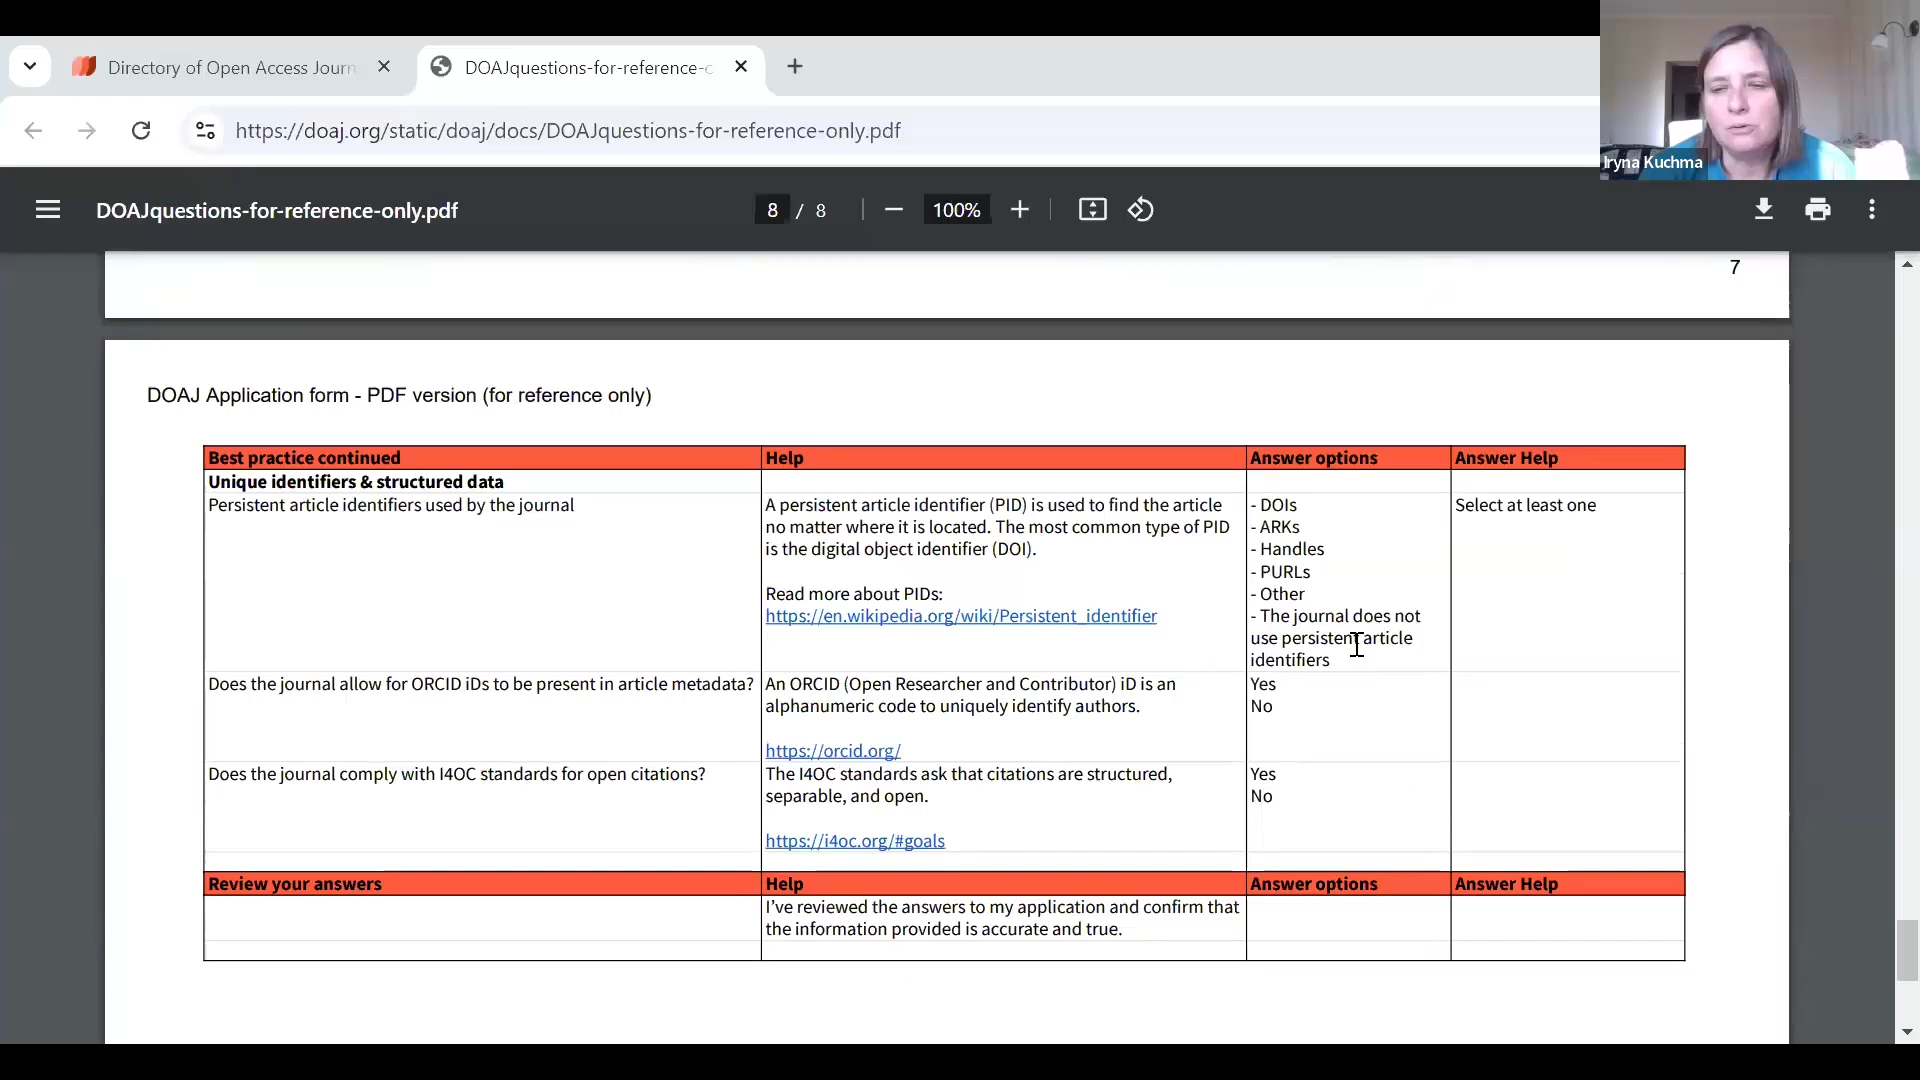 Directory of Open Access Journ
DOAJquestions-for-reference-c
https://doaj.org/static/doaj/docs/DOAJquestions-for-reference-only.pdf
Iryna Kuchma
DOAJquestions-for-reference-only.pdf
8 / 8
100%
7
DOAJ Application form - PDF version (for reference only)
Best practice continued
Help
Answer options
Answer Help
Unique identifiers & structured data
Persistent article identifiers used by the journal
A persistent article identifier (PID) is used to find the article
no matter where it is located. The most common type of PID
is the digital object identifier (DOI).
Read more about PIDs:
https://en.wikipedia.org/wiki/Persistent_identifier
- DOIs
- ARKs
- Handles
- PURLs
- Other
- The journal does not
use persistent article
identifiers
Select at least one
Does the journal allow for ORCID iDs to be present in article metadata?
An ORCID (Open Researcher and Contributor) iD is an
alphanumeric code to uniquely identify authors.
https://orcid.org/
Yes
No
Does the journal comply with I4OC standards for open citations?
The I4OC standards ask that citations are structured,
separable, and open.
https://i4oc.org/#goals
Yes
No
Review your answers
Help
Answer options
Answer Help
I've reviewed the answers to my application and confirm that
the information provided is accurate and true.